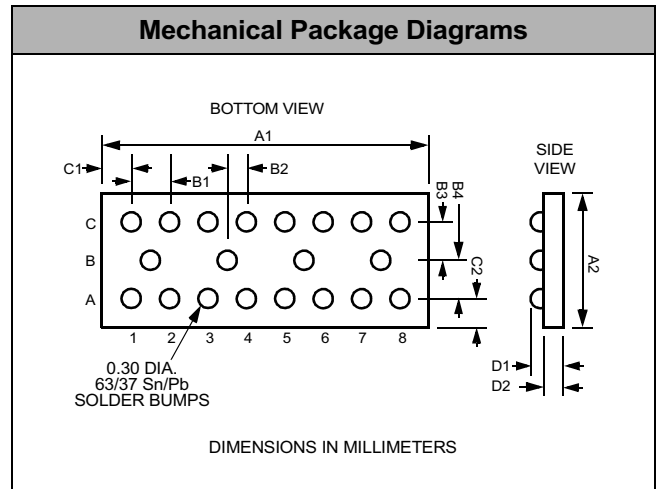 Mechanical Package Diagrams
BOTTOM VIEW
A1
SIDE
VIEW
C1
B1
B2
B3
B4
C
B
A
C2
A2
1 2 3 4 5 6 7 8
D1
D2
0.30 DIA.
63/37 Sn/Pb
SOLDER BUMPS
DIMENSIONS IN MILLIMETERS